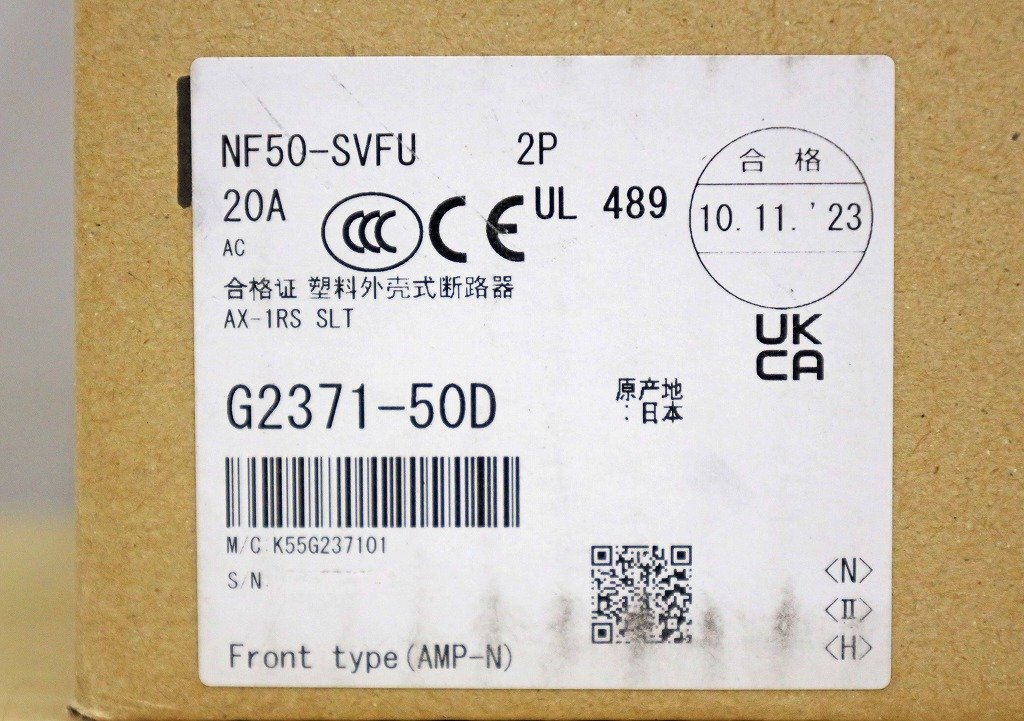 NF50-SVFU 2P
20A CCC CE UL 489
AC
合格
10.11.'23
合格证 塑料外壳式断路器
AX-1RS SLT
UK
CA
G2371-50D
原产地
:日本
M/C K55G237101
S/N
<N>
<II>
<H>
Front type(AMP-N)